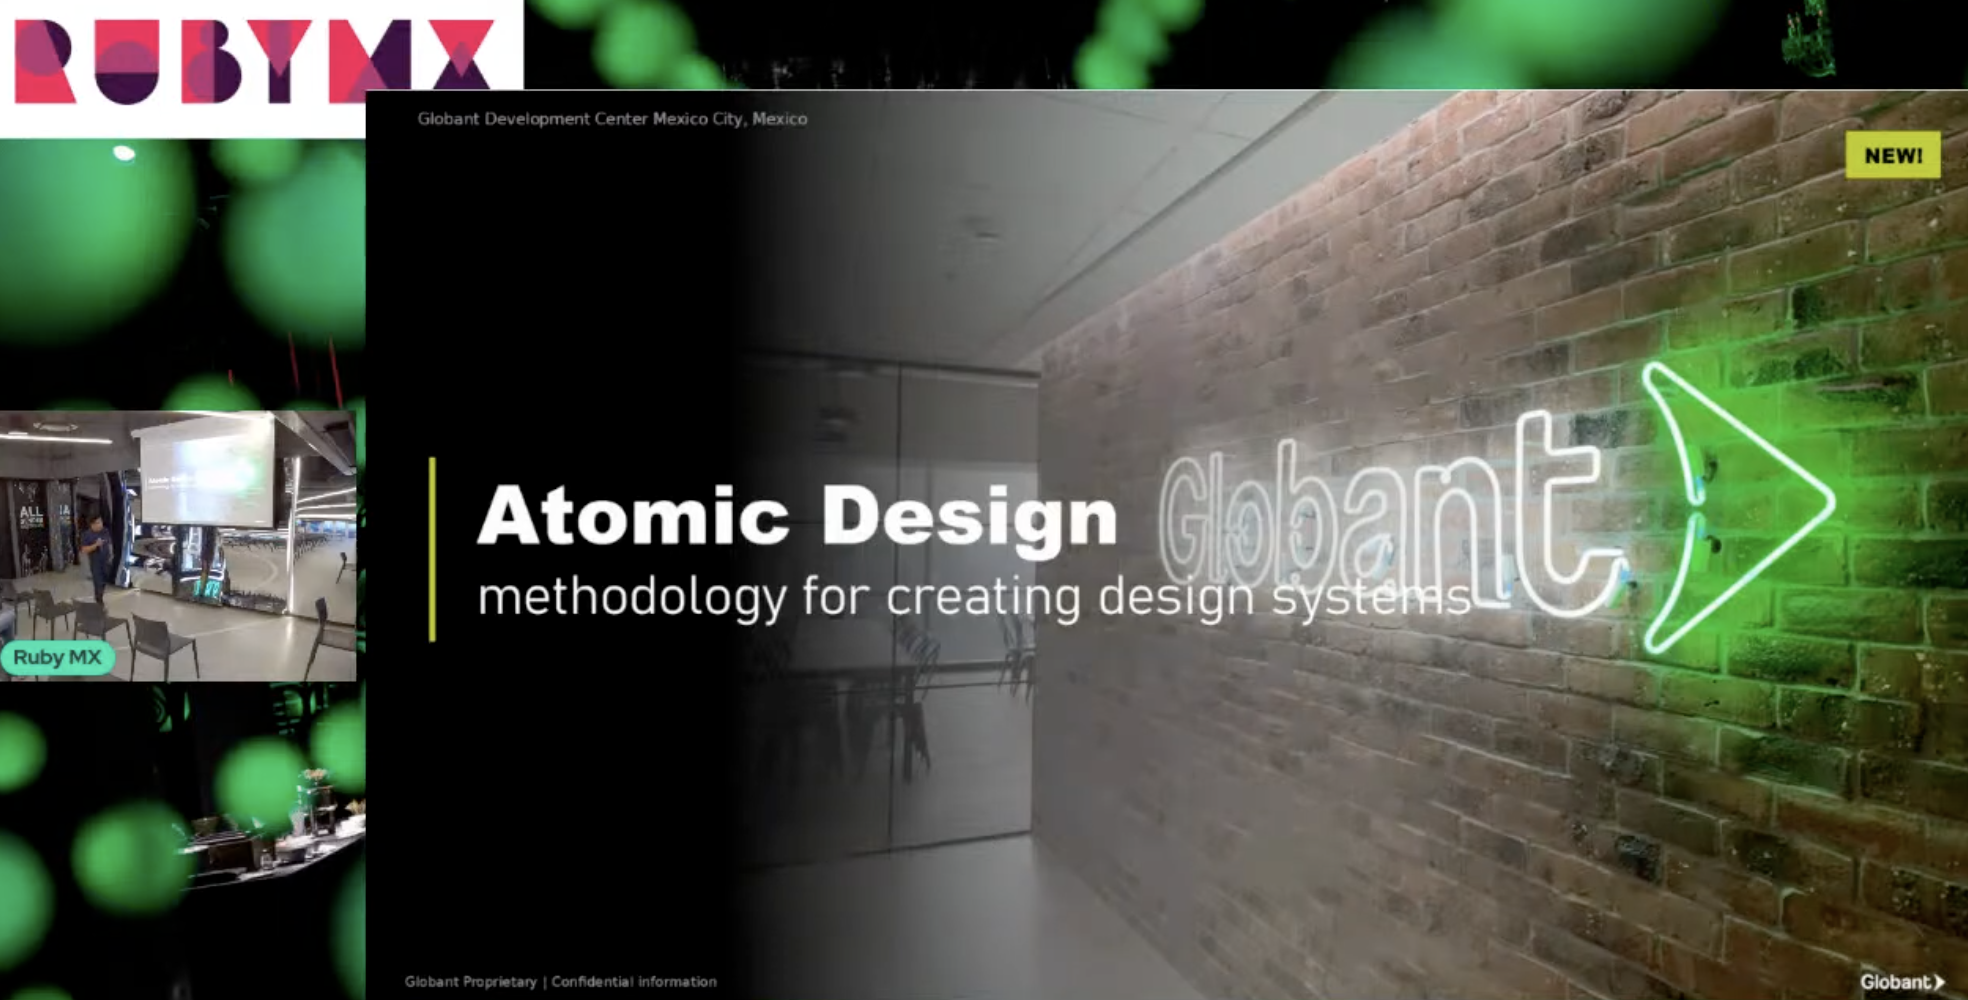 RUBYMX
Globant Development Center Mexico City, Mexico
NEW!
Globant
Atomic Design
methodology for creating design systems
ALL
Ruby MX
Globant Proprietary | Confidential information
Globant